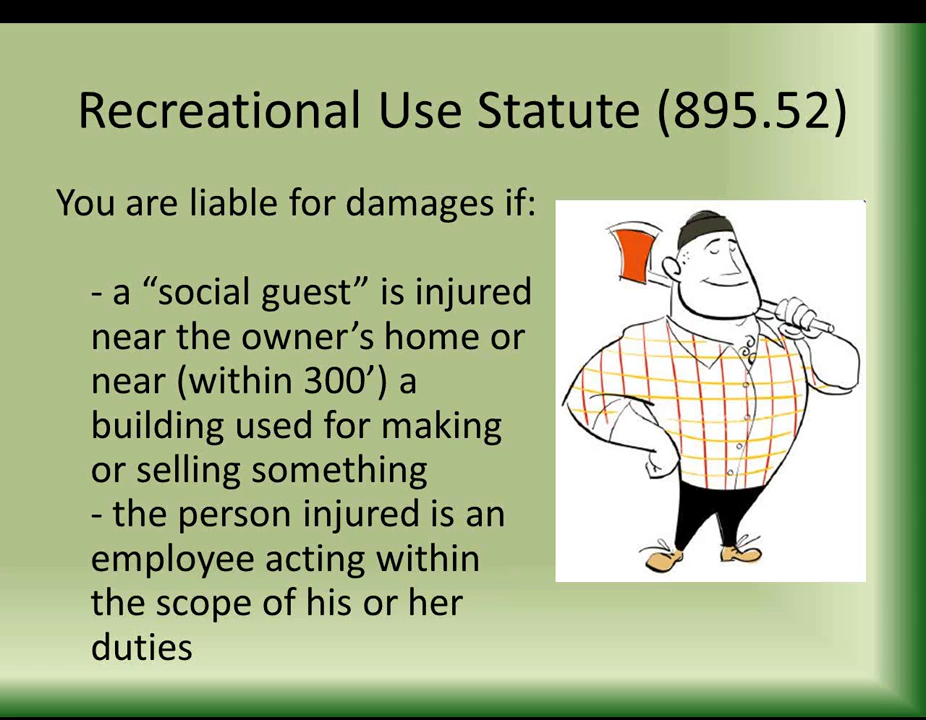 Recreational Use Statute (895.52)
You are liable for damages if:
- a “social guest” is injured
near the owner’s home or
near (within 300’) a
building used for making
or selling something
- the person injured is an
employee acting within
the scope of his or her
duties